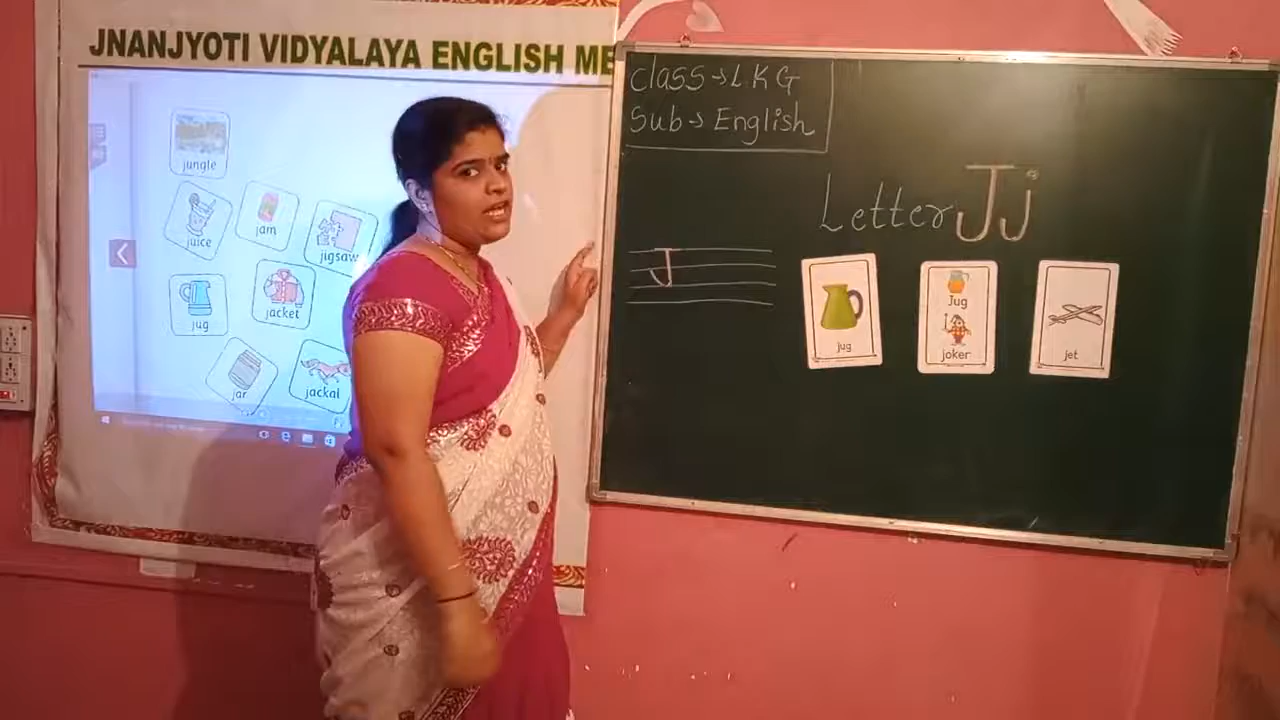 JNANJYOTI VIDYALAYA ENGLISH ME
jungle
juice
jam
jigsaw
jug
jacket
jar
jackal
Class → L.K.G
Sub → English
Letter Jj
J
jug
Jug
joker
jet